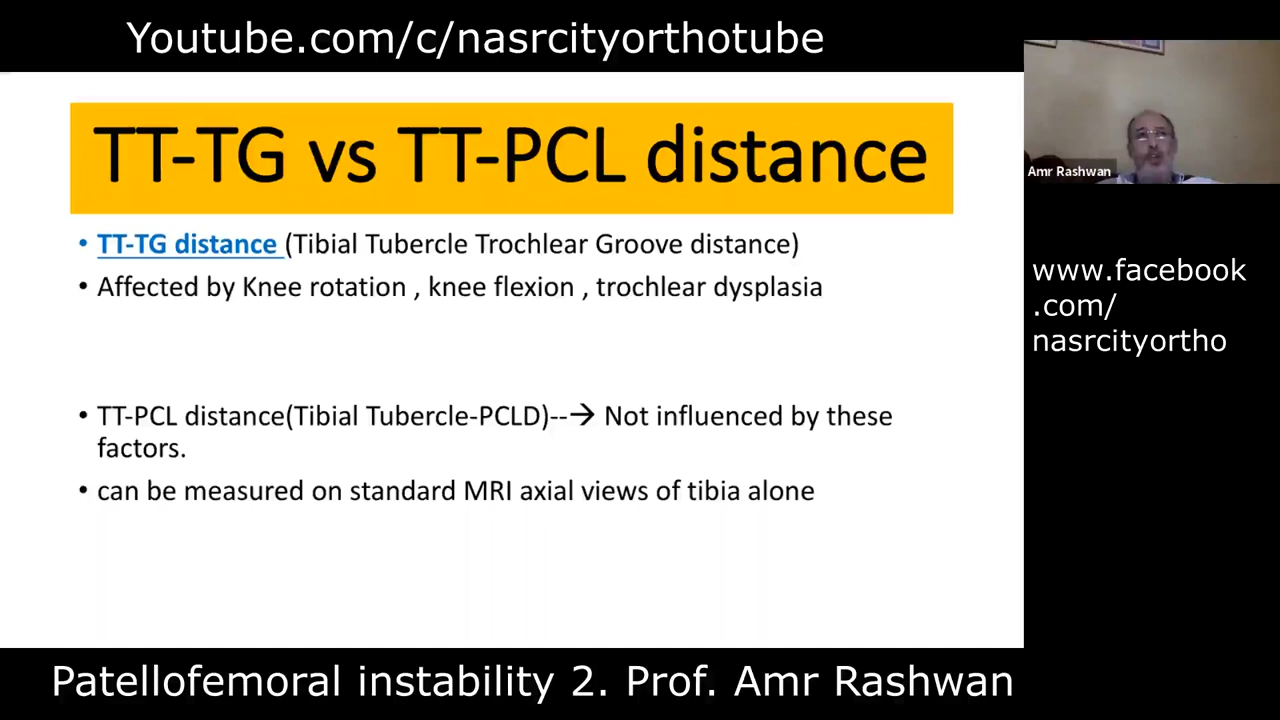 Youtube.com/c/nasrcityorthotube
TT-TG vs TT-PCL distance
• TT-TG distance (Tibial Tubercle Trochlear Groove distance)
• Affected by Knee rotation , knee flexion , trochlear dysplasia
• TT-PCL distance(Tibial Tubercle-PCLD)--→ Not influenced by these
factors.
• can be measured on standard MRI axial views of tibia alone
Amr Rashwan
www.facebook
.com/
nasrcityortho
Patellofemoral instability 2. Prof. Amr Rashwan